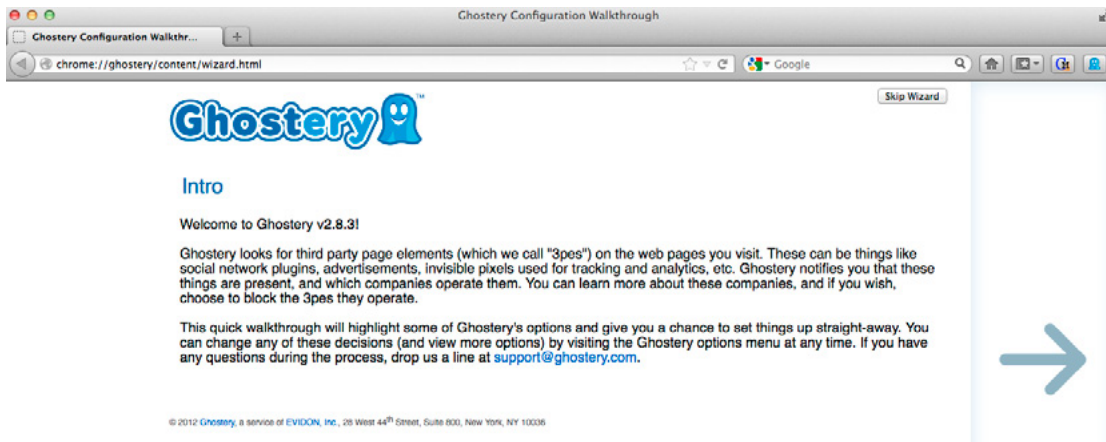 Ghostery Configuration Walkthrough
Ghostery Configuration Walkthr...
chrome://ghostery/content/wizard.html
Google
Skip Wizard
Ghostery™
Intro
Welcome to Ghostery v2.8.3!
Ghostery looks for third party page elements (which we call "3pes") on the web pages you visit. These can be things like
social network plugins, advertisements, invisible pixels used for tracking and analytics, etc. Ghostery notifies you that these
things are present, and which companies operate them. You can learn more about these companies, and if you wish,
choose to block the 3pes they operate.
This quick walkthrough will highlight some of Ghostery's options and give you a chance to set things up straight-away. You
can change any of these decisions (and view more options) by visiting the Ghostery options menu at any time. If you have
any questions during the process, drop us a line at support@ghostery.com.
© 2012 Ghostery, a service of EVIDON, Inc., 28 West 44th Street, Suite 800, New York, NY 10036